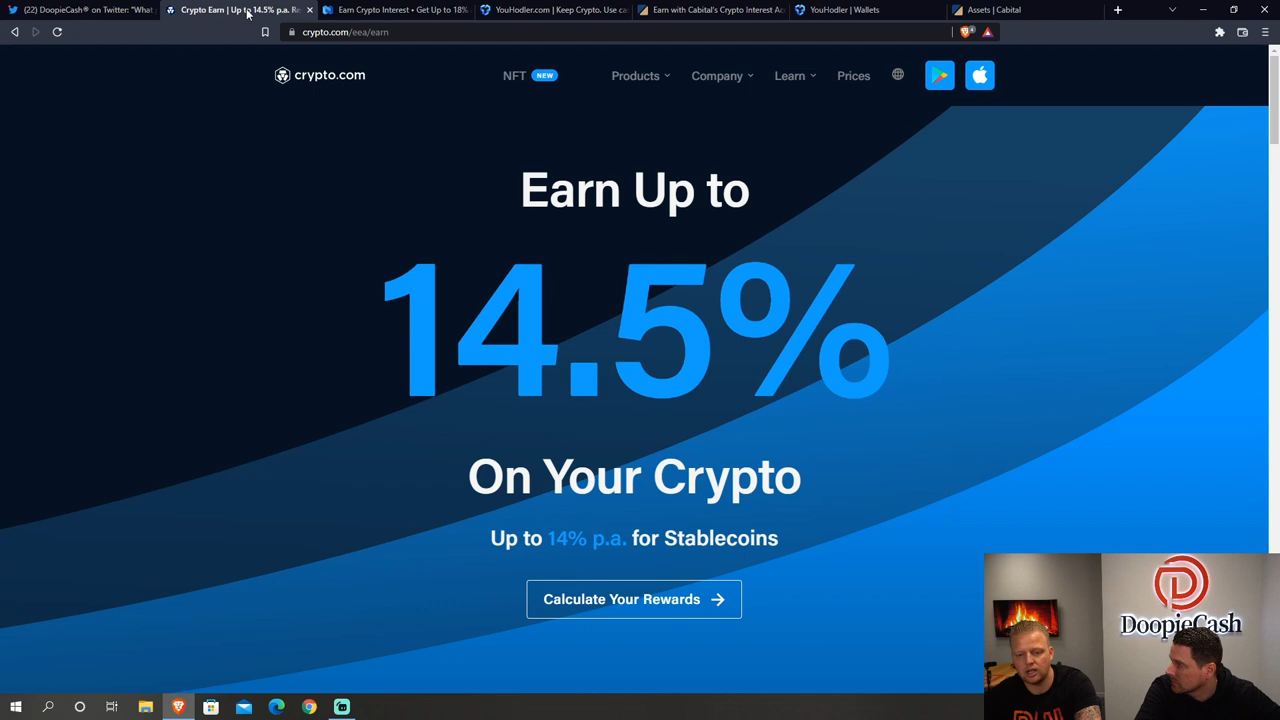 (22) DoopieCash® on Twitter: "What
Crypto Earn | Up to 14.5% p.a. Re
Earn Crypto Interest • Get Up to 18%
YouHodler.com | Keep Crypto. Use ca
Earn with Cabital's Crypto Interest Ac
YouHodler | Wallets
Assets | Cabital
crypto.com/eea/earn
crypto.com
NFT NEW
Products
Company
Learn
Prices
Earn Up to
14.5%
On Your Crypto
Up to 14% p.a. for Stablecoins
Calculate Your Rewards
DoopieCash